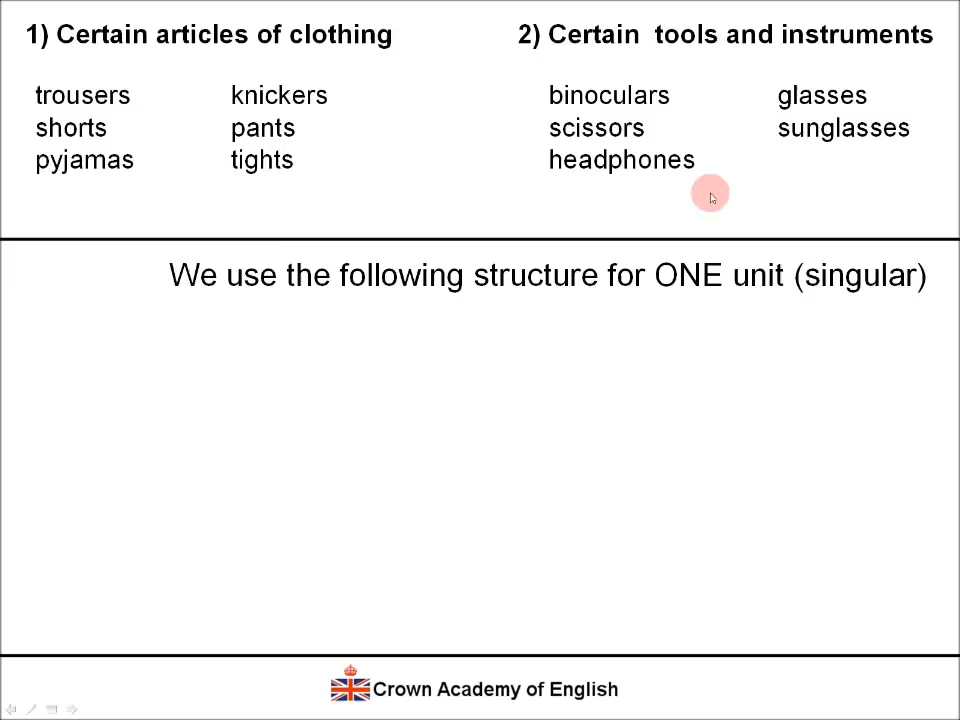 1) Certain articles of clothing
trousers knickers
shorts pants
pyjamas tights
2) Certain tools and instruments
binoculars glasses
scissors sunglasses
headphones
We use the following structure for ONE unit (singular)
Crown Academy of English